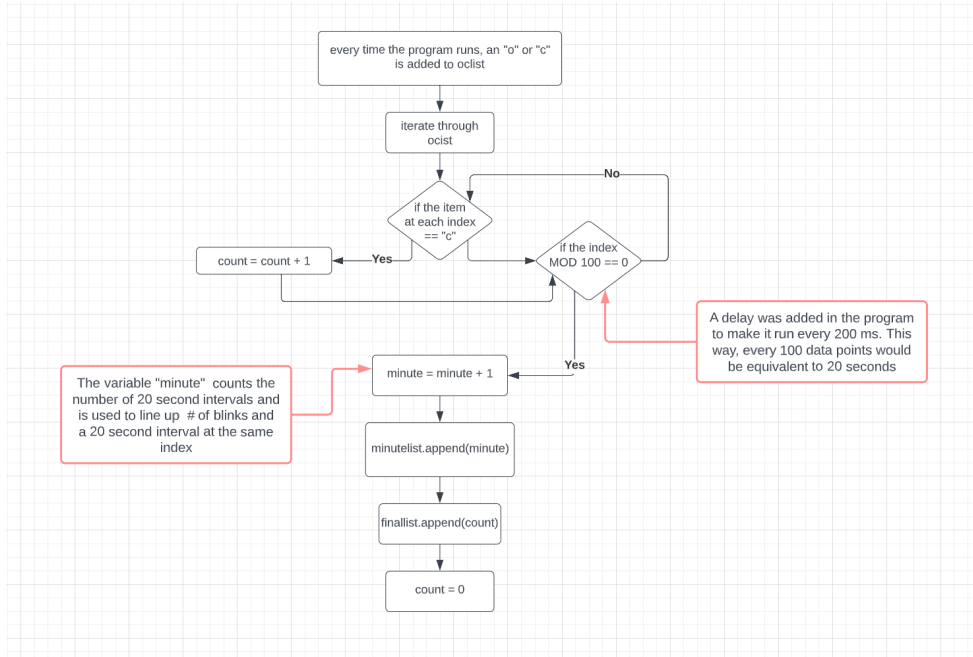 every time the program runs, an "o" or "c"
is added to oclist
iterate through
ocist
No
if the item
at each index
== "c"
if the index
MOD 100 == 0
count = count + 1
Yes
A delay was added in the program
to make it run every 200 ms. This
way, every 100 data points would
be equivalent to 20 seconds
Yes
minute = minute + 1
The variable "minute" counts the
number of 20 second intervals and
is used to line up # of blinks and
a 20 second interval at the same
index
minutelist.append(minute)
finallist.append(count)
count = 0